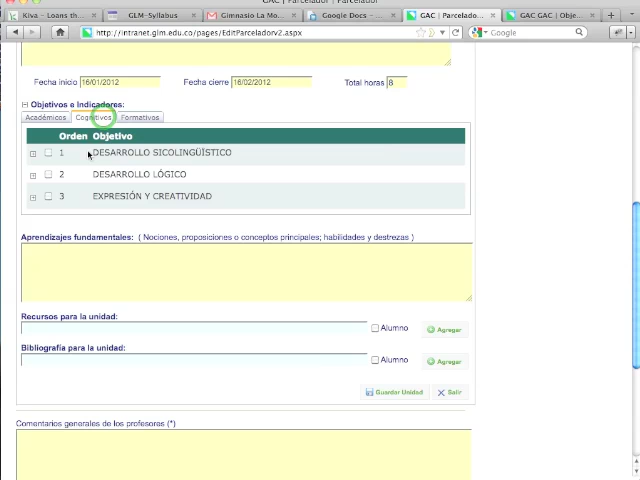 GAC | Parcelador
Kiva – Loans th...
GLM-Syllabus
Gimnasio La Mo...
Google Docs – ...
GAC | Parcelado...
GAC GAC | Obje...
http://intranet.glm.edu.co/pages/EditParceladorv2.aspx
Google
Fecha inicio 16/01/2012 Fecha cierre 16/02/2012 Total horas 8
Objetivos e Indicadores:
Académicos Cognitivos Formativos
Orden Objetivo
1 DESARROLLO SICOLINGÜÍSTICO
2 DESARROLLO LÓGICO
3 EXPRESIÓN Y CREATIVIDAD
Aprendizajes fundamentales: ( Nociones, proposiciones o conceptos principales; habilidades y destrezas )
Recursos para la unidad:
Alumno Agregar
Bibliografía para la unidad:
Alumno Agregar
Guardar Unidad Salir
Comentarios generales de los profesores (*)